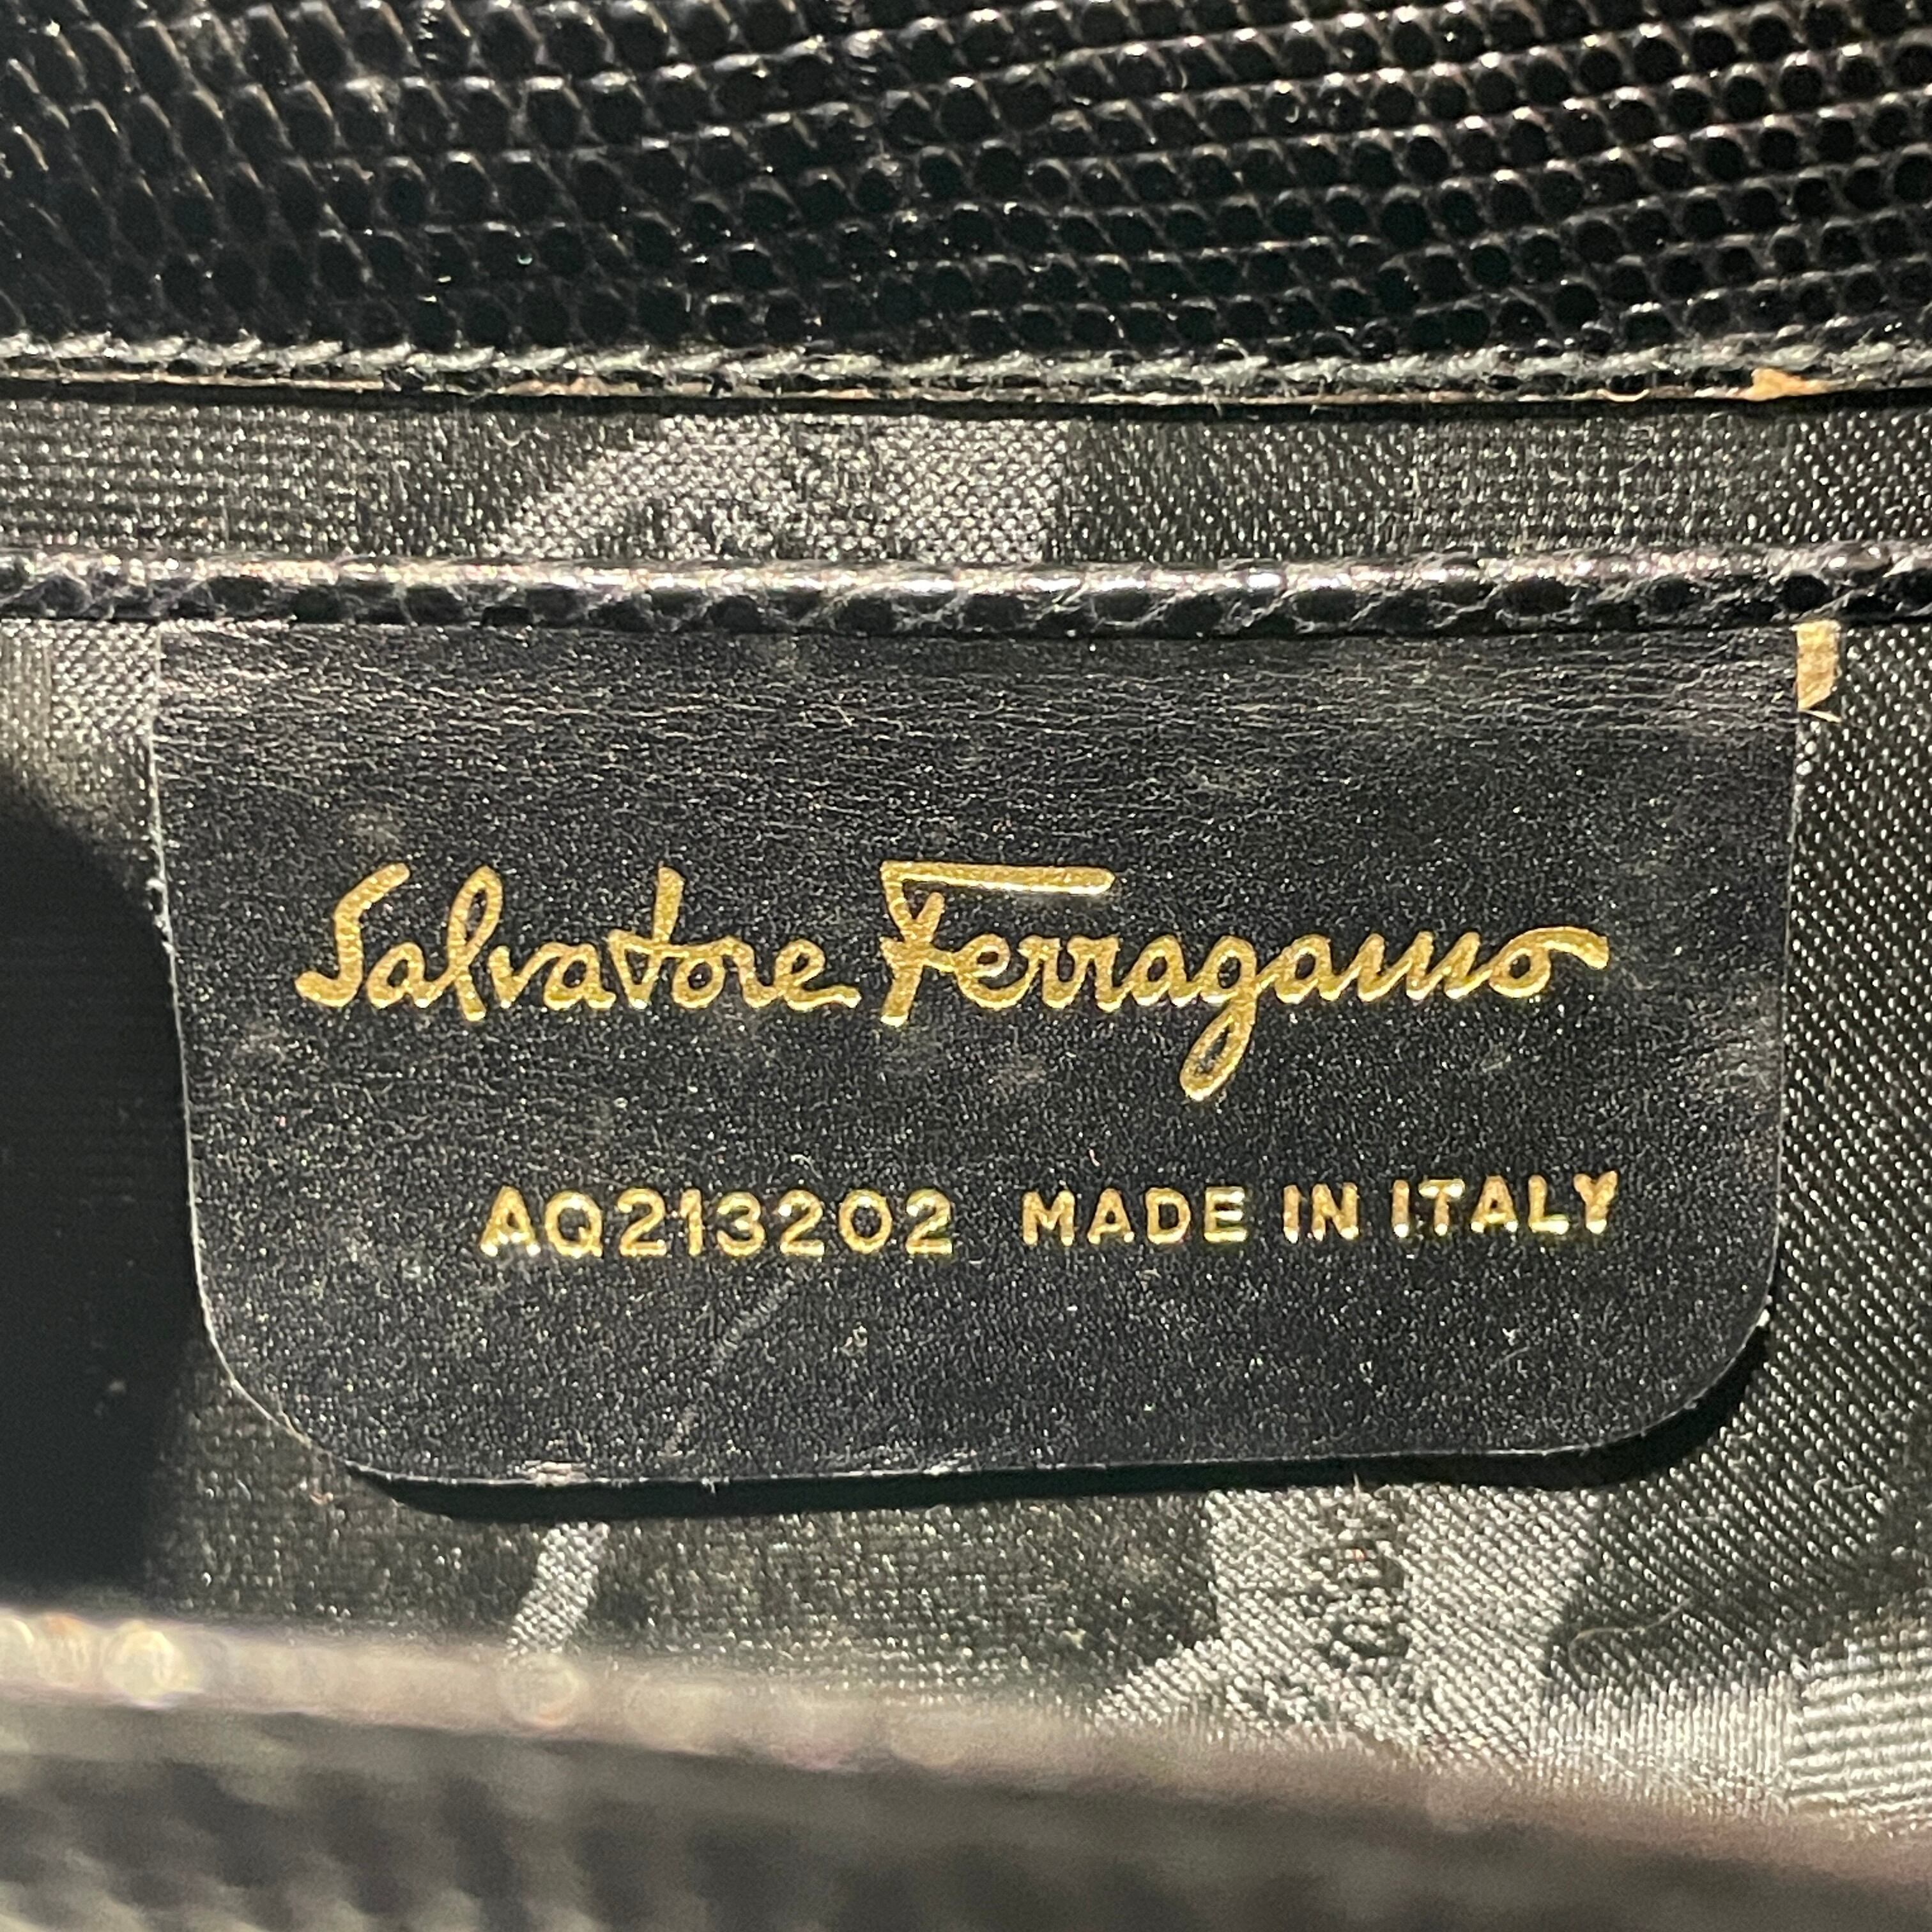 Salvatore Ferragamo
AQ213202 MADE IN ITALY